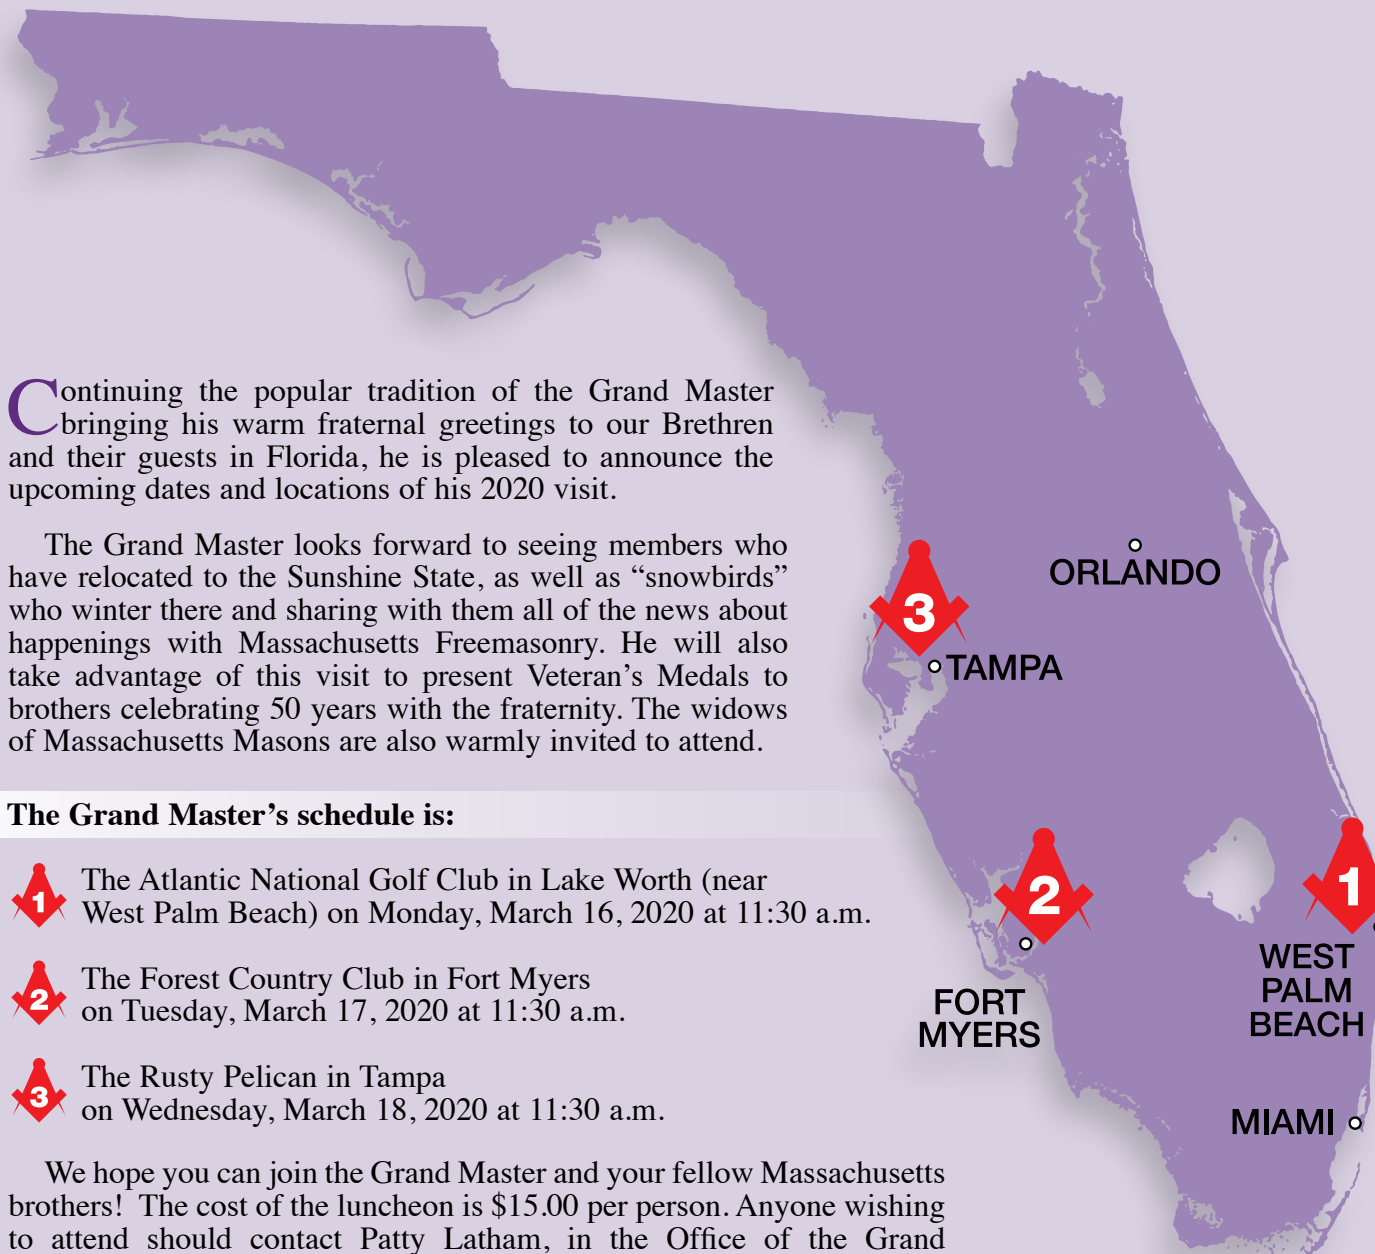 Continuing the popular tradition of the Grand Master
bringing his warm fraternal greetings to our Brethren
and their guests in Florida, he is pleased to announce the
upcoming dates and locations of his 2020 visit.
The Grand Master looks forward to seeing members who
have relocated to the Sunshine State, as well as “snowbirds”
who winter there and sharing with them all of the news about
happenings with Massachusetts Freemasonry. He will also
take advantage of this visit to present Veteran’s Medals to
brothers celebrating 50 years with the fraternity. The widows
of Massachusetts Masons are also warmly invited to attend.
The Grand Master’s schedule is:
1
The Atlantic National Golf Club in Lake Worth (near
West Palm Beach) on Monday, March 16, 2020 at 11:30 a.m.
2
The Forest Country Club in Fort Myers
on Tuesday, March 17, 2020 at 11:30 a.m.
3
The Rusty Pelican in Tampa
on Wednesday, March 18, 2020 at 11:30 a.m.
We hope you can join the Grand Master and your fellow Massachusetts
brothers! The cost of the luncheon is $15.00 per person. Anyone wishing
to attend should contact Patty Latham, in the Office of the Grand
ORLANDO
3
TAMPA
2
FORT
MYERS
1
WEST
PALM
BEACH
MIAMI